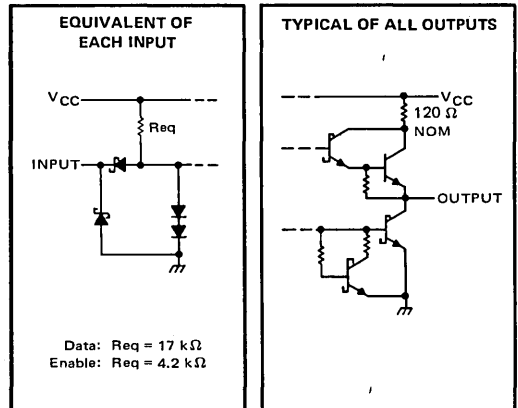 EQUIVALENT OF
EACH INPUT
VCC
Req
INPUT
Data: Req = 17 kΩ
Enable: Req = 4.2 kΩ
TYPICAL OF ALL OUTPUTS
VCC
120 Ω
NOM
OUTPUT